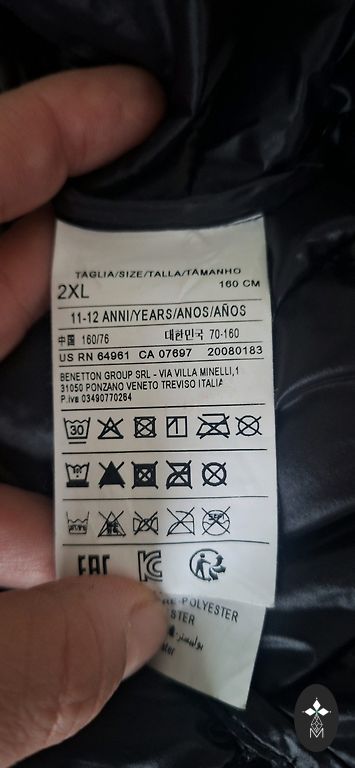 TAGLIA/SIZE/TALLA/TAMANHO
2XL 160 CM
11-12 ANNI/YEARS/ANOS/AÑOS
中国 160/76 대한민국 70-160
US RN 64961 CA 07697 20080183
BENETTON GROUP SRL - VIA VILLA MINELLI,1
31050 PONZANO VENETO TREVISO ITALIA
P.iva 03490770264
30
EAC
-POLYESTER
STER
M